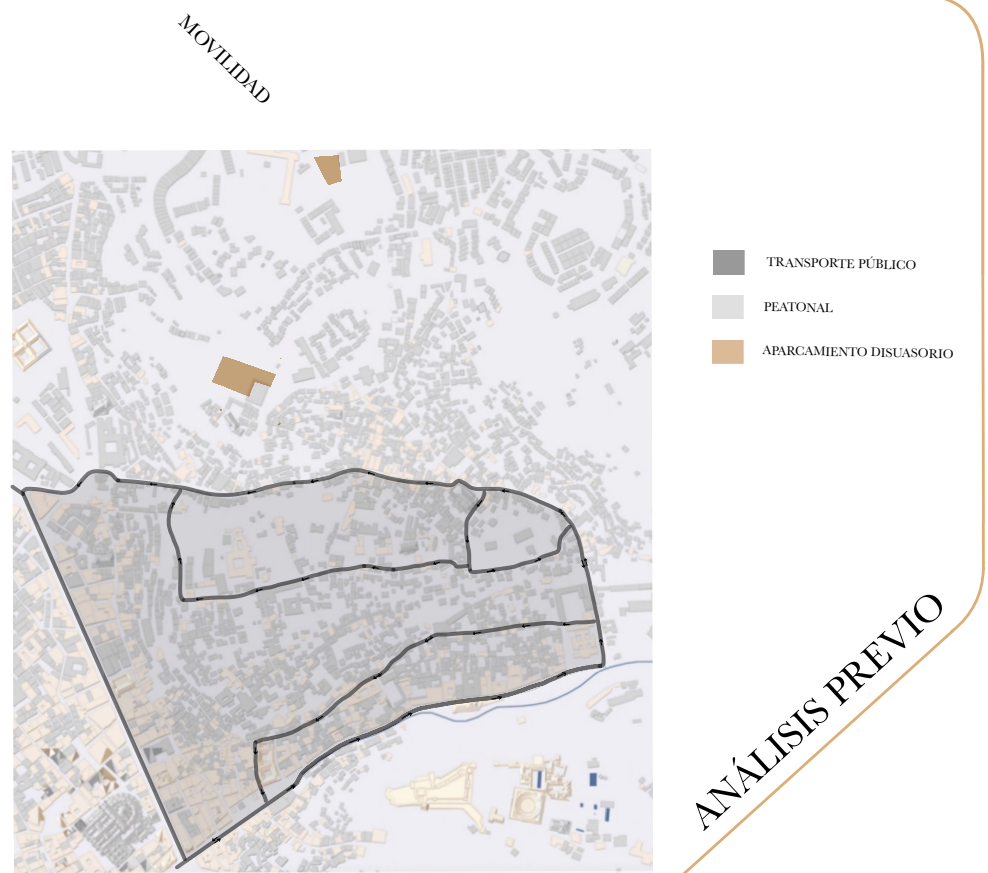 MOVILIDAD
TRANSPORTE PÚBLICO
PEATONAL
APARCAMIENTO DISUASORIO
ANÁLISIS PREVIO